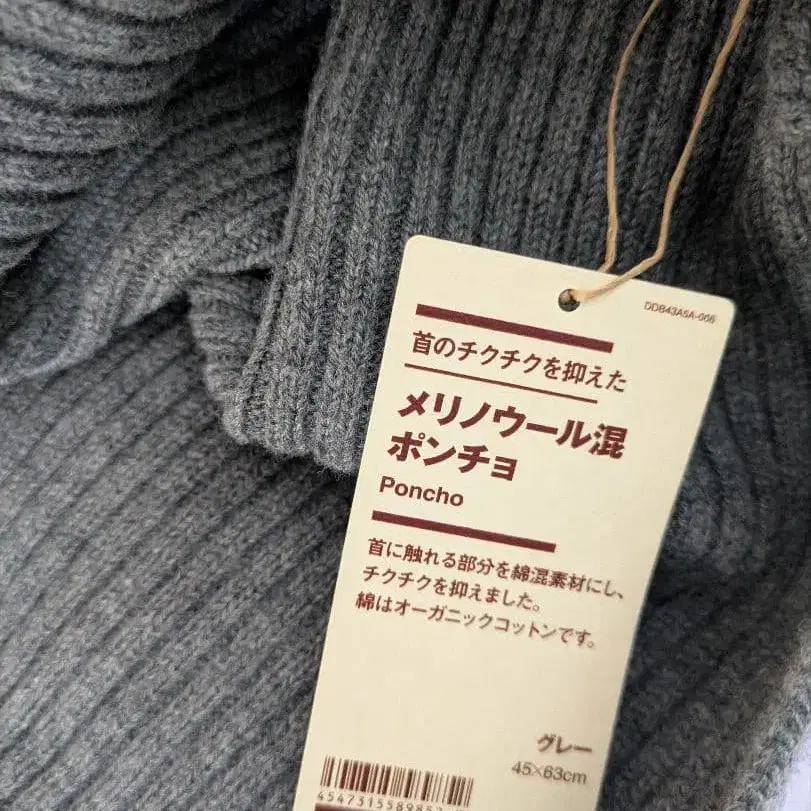 DDB43A5A-006
首のチクチクを抑えた
メリノウール混
ポンチョ
Poncho
首に触れる部分を綿混素材にし、
チクチクを抑えました。
綿はオーガニックコットンです。
グレー
45×63cm